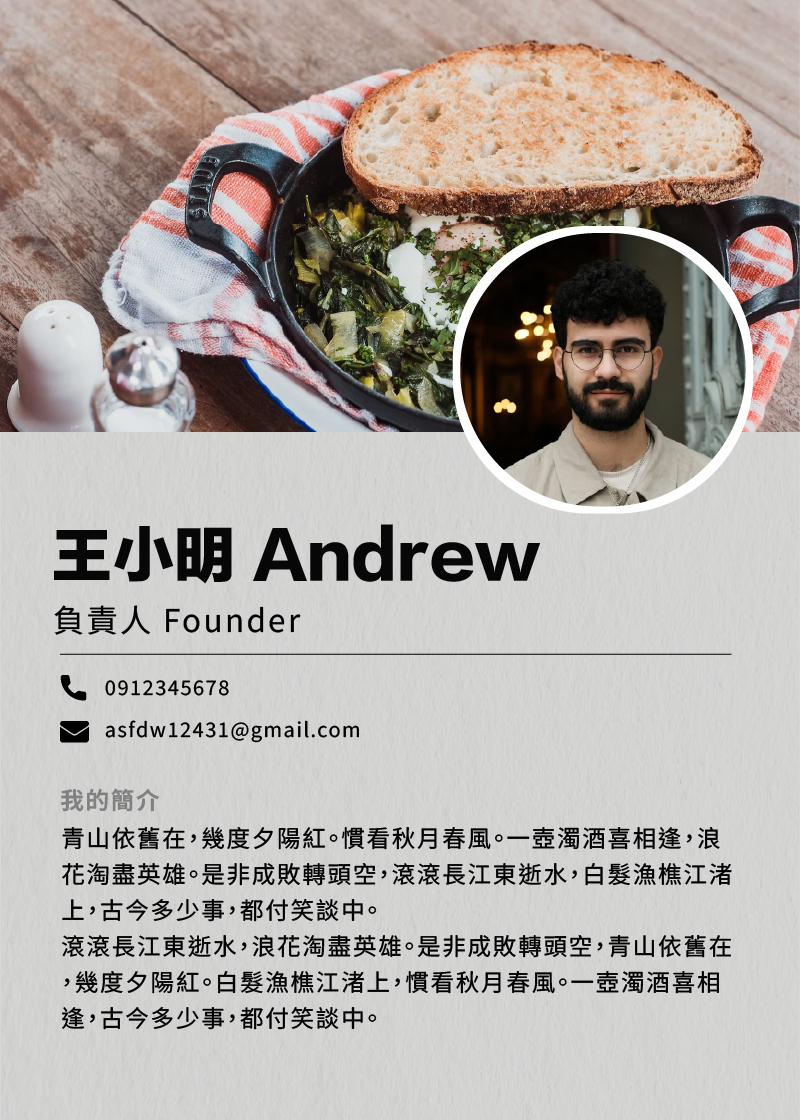 王小明 Andrew
負責人 Founder
0912345678
asfdw12431@gmail.com
我的簡介
青山依舊在，幾度夕陽紅。慣看秋月春風。一壺濁酒喜相逢，浪
花淘盡英雄。是非成敗轉頭空，滾滾長江東逝水，白髮漁樵江渚
上，古今多少事，都付笑談中。
滾滾長江東逝水，浪花淘盡英雄。是非成敗轉頭空，青山依舊在
，幾度夕陽紅。白髮漁樵江渚上，慣看秋月春風。一壺濁酒喜相
逢，古今多少事，都付笑談中。